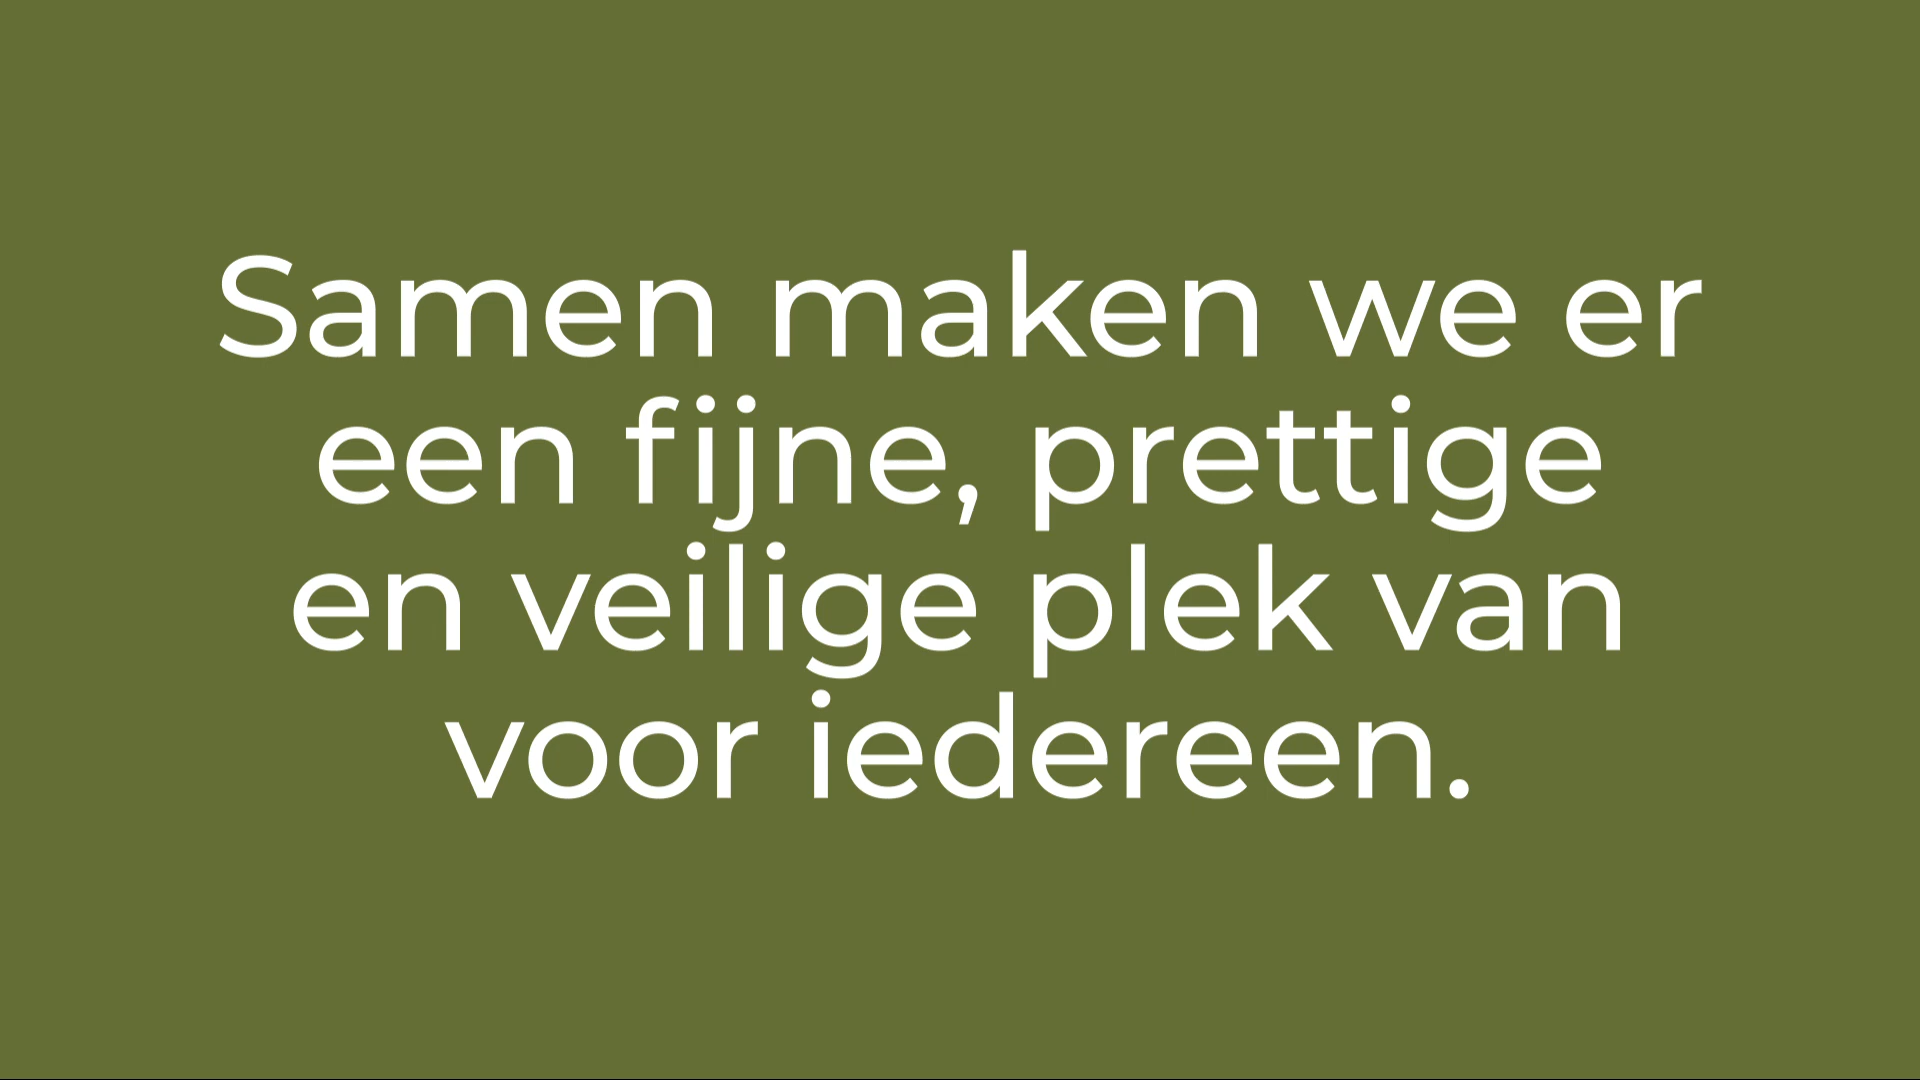 Samen maken we er
een fijne, prettige
en veilige plek van
voor iedereen.